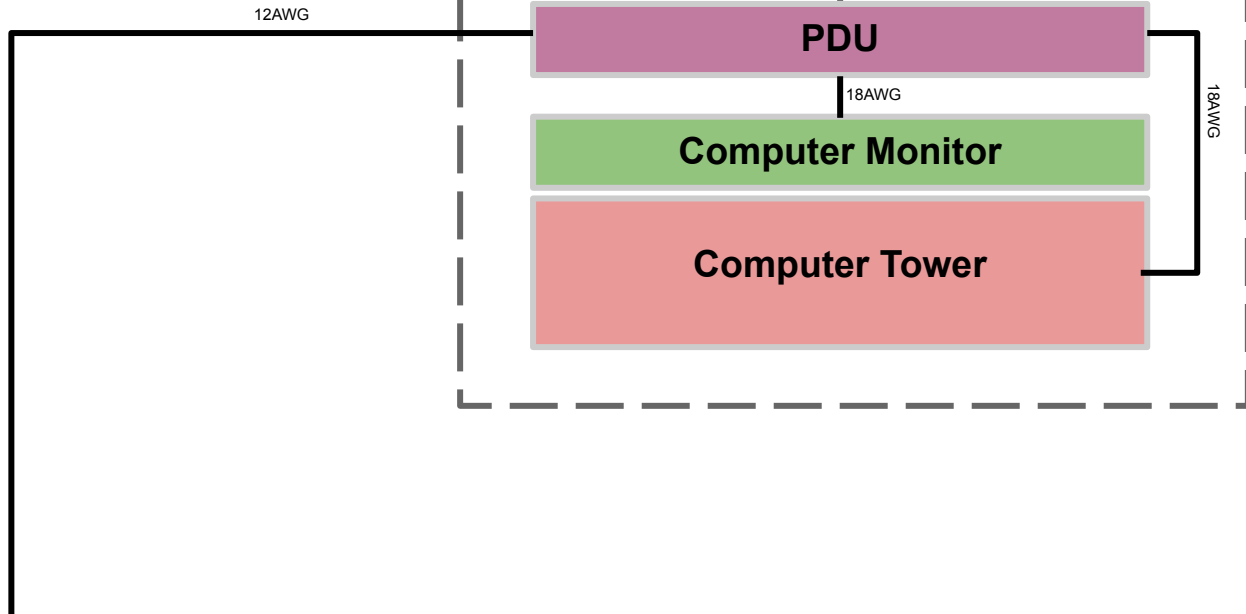 12AWG
PDU
18AWG
18AWG
Computer Monitor
Computer Tower